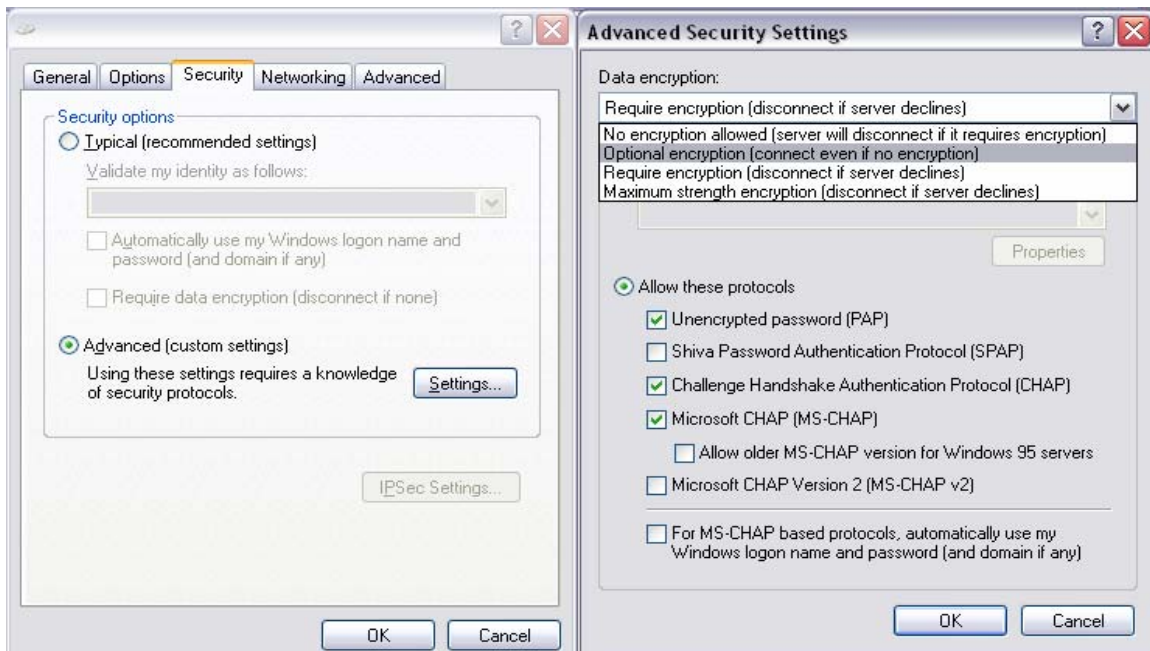 General
Options
Security
Networking
Advanced
Security options
Typical (recommended settings)
Validate my identity as follows:
Automatically use my Windows logon name and
password (and domain if any)
Require data encryption (disconnect if none)
Advanced (custom settings)
Using these settings requires a knowledge
of security protocols.
Settings...
IPSec Settings...
OK
Cancel
Advanced Security Settings
Data encryption:
Require encryption (disconnect if server declines)
No encryption allowed (server will disconnect if it requires encryption)
Optional encryption (connect even if no encryption)
Require encryption (disconnect if server declines)
Maximum strength encryption (disconnect if server declines)
Properties
Allow these protocols
Unencrypted password (PAP)
Shiva Password Authentication Protocol (SPAP)
Challenge Handshake Authentication Protocol (CHAP)
Microsoft CHAP (MS-CHAP)
Allow older MS-CHAP version for Windows 95 servers
Microsoft CHAP Version 2 (MS-CHAP v2)
For MS-CHAP based protocols, automatically use my
Windows logon name and password (and domain if any)
OK
Cancel